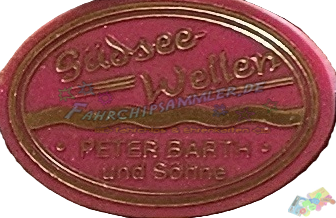 Südsee-
Wellen
FAHRCHIPSAMMLER.DE
PETER BARTH
und Söhne